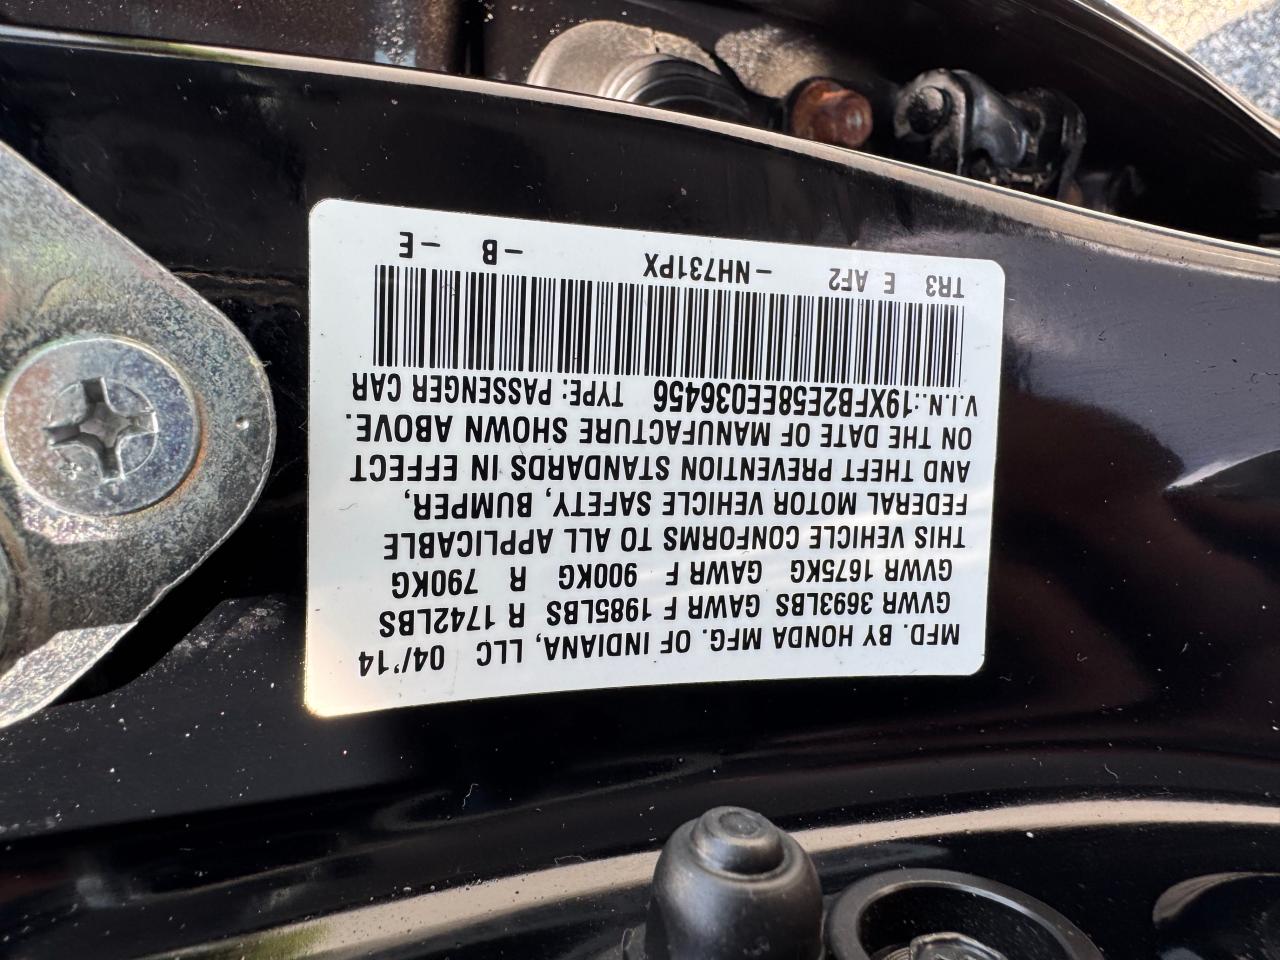 MFD. BY HONDA MFG. OF INDIANA, LLC 04/'14
GVWR 3693LBS GAWR F 1985LBS R 1742LBS
GVWR 1675KG GAWR F 900KG R 790KG
THIS VEHICLE CONFORMS TO ALL APPLICABLE
FEDERAL MOTOR VEHICLE SAFETY, BUMPER,
AND THEFT PREVENTION STANDARDS IN EFFECT
ON THE DATE OF MANUFACTURE SHOWN ABOVE.
V.I.N.:19XFB2E58EE036456 TYPE: PASSENGER CAR
TR3 E AF2 -NH731PX -B -E